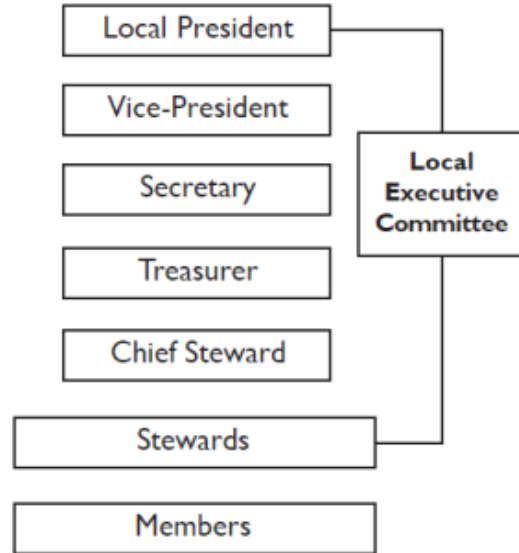 Local President
Vice-President
Local
Executive
Committee
Secretary
Treasurer
Chief Steward
Stewards
Members